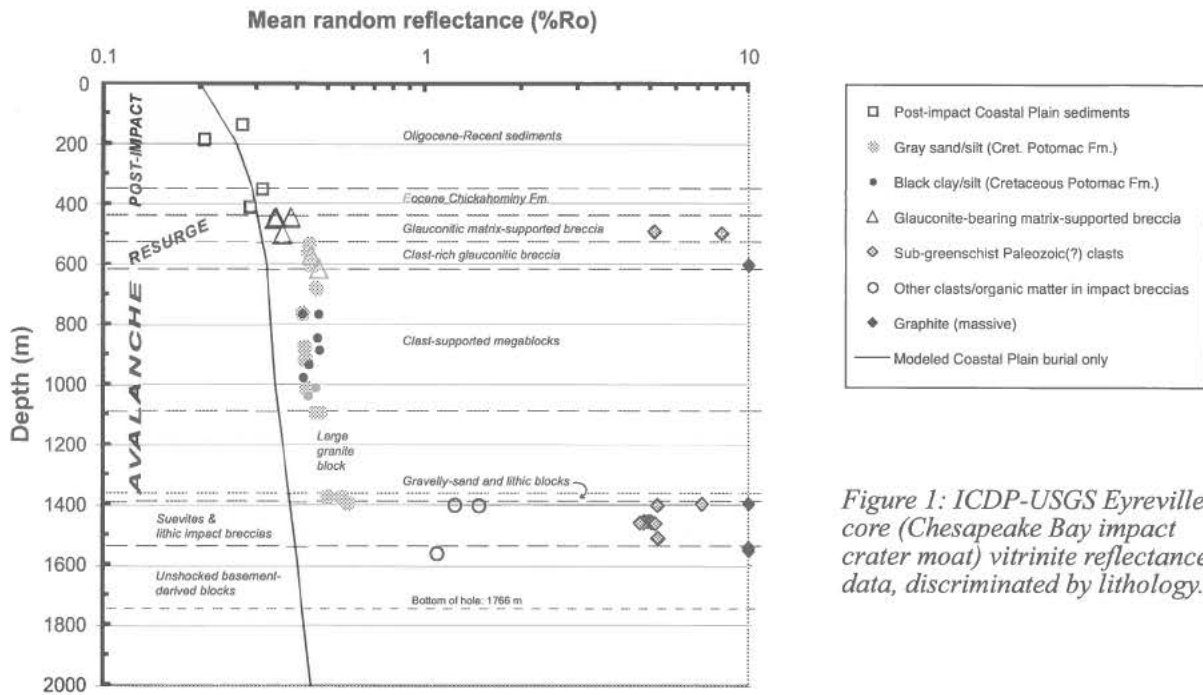 Mean random reflectance (%Ro)
0.1 1 10
Depth (m)
0
200
400
600
800
1000
1200
1400
1600
1800
2000
POST-IMPACT
RESURGE
AVALANCHE
Oligocene-Recent sediments
Eocene Chickahominy Fm.
Glauconitic matrix-supported breccia
Clast-rich glauconitic breccia
Clast-supported megablocks
Large
granite
block
Gravelly-sand and lithic blocks
Suevites &
lithic impact breccias
Unshocked basement-
derived blocks
Bottom of hole: 1766 m
Post-impact Coastal Plain sediments
Gray sand/silt (Cret. Potomac Fm.)
Black clay/silt (Cretaceous Potomac Fm.)
Glauconite-bearing matrix-supported breccia
Sub-greenschist Paleozoic(?) clasts
Other clasts/organic matter in impact breccias
Graphite (massive)
Modeled Coastal Plain burial only
Figure 1: ICDP-USGS Eyreville
core (Chesapeake Bay impact
crater moat) vitrinite reflectance
data, discriminated by lithology.